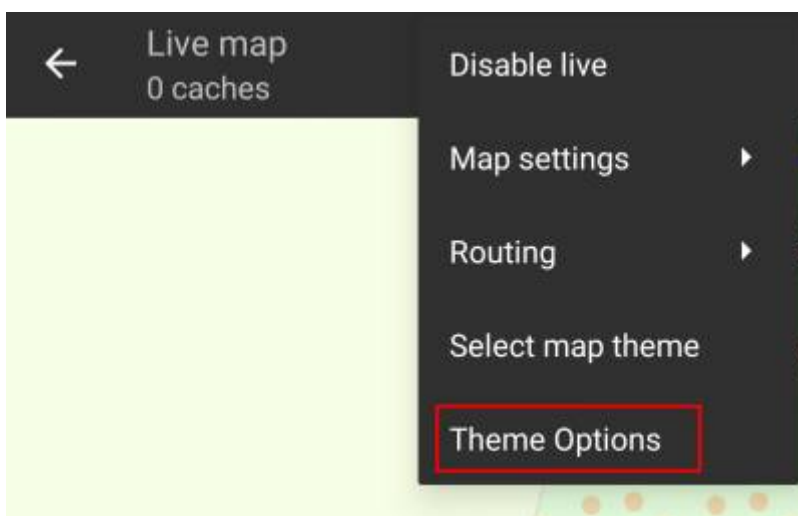 Live map
0 caches
Disable live
Map settings
Routing
Select map theme
Theme Options